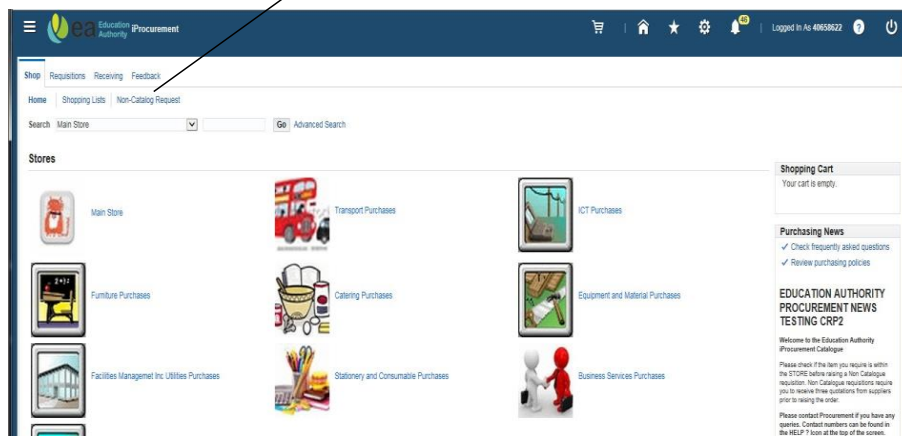 ea Education Authority iProcurement
46
Logged In As 40658622 ?
Shop Requisitions Receiving Feedback
Home Shopping Lists Non-Catalog Request
Search Main Store Go Advanced Search
Stores
Main Store
Transport Purchases
ICT Purchases
Furniture Purchases
Catering Purchases
Equipment and Material Purchases
Facilities Managemet Inc Utilities Purchases
Stationery and Consumable Purchases
Business Services Purchases
Shopping Cart
Your cart is empty.
Purchasing News
✓ Check frequently asked questions
✓ Review purchasing policies
EDUCATION AUTHORITY
PROCUREMENT NEWS
TESTING CRP2
Welcome to the Education Authority
iProcurement Catalogue
Please check if the item you require is within
the STORE before raising a Non Catalogue
requisition. Non Catalogue requisitions require
you to receive three quotations from suppliers
prior to raising the order.
Please contact Procurement if you have any
queries. Contact numbers can be found in
the HELP ? Icon at the top of the screen.